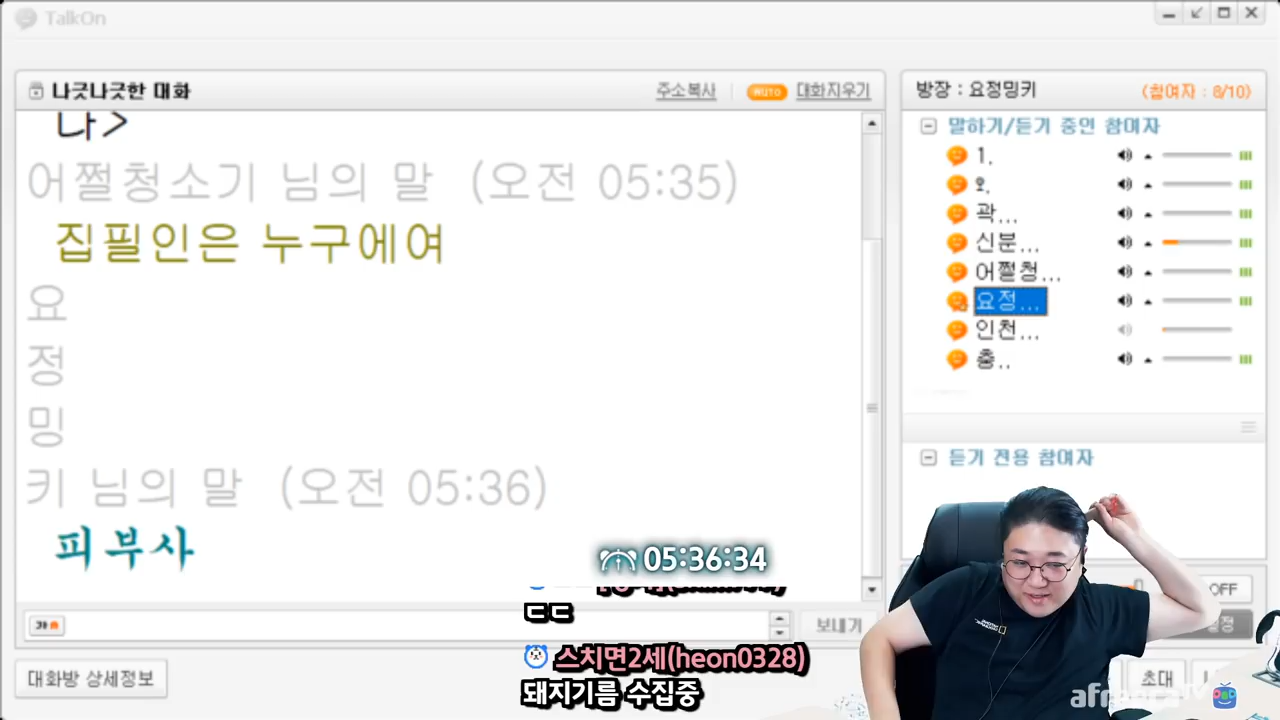 TalkOn
나긋나긋한 대화
주소복사
AUTO
대화지우기
나>
어쩔청소기 님의 말 (오전 05:35)
집필인은 누구에여
요
정
밍
키 님의 말 (오전 05:36)
피부사
방장 : 요정밍키
(참여자 : 8/10)
말하기/듣기 중인 참여자
1.
오.
곽...
신분...
어쩔청...
요정...
인천...
충..
듣기 전용 참여자
OFF
05:36:34
ㄷㄷ
스치면2세(heon0328)
돼지기름 수집중
가
보내기
대화방 상세정보
초대
afreecaTV